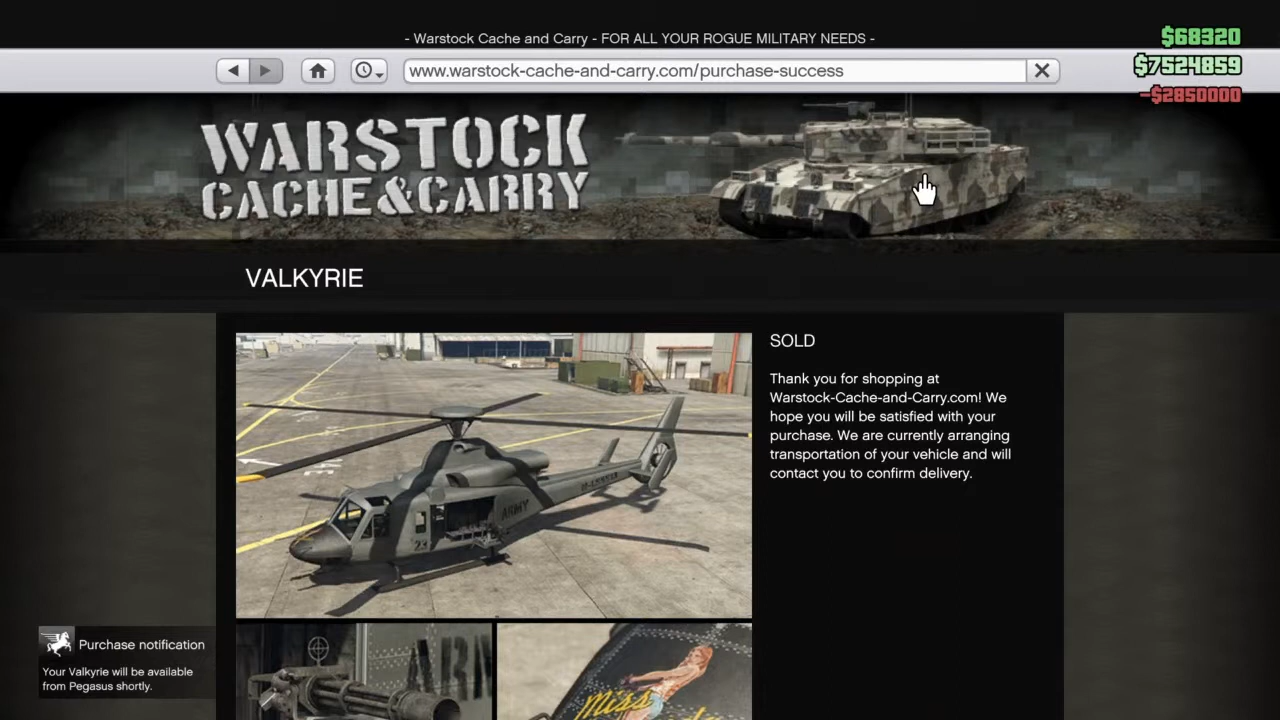 - Warstock Cache and Carry - FOR ALL YOUR ROGUE MILITARY NEEDS -
$68320
$7524859
-$2850000
www.warstock-cache-and-carry.com/purchase-success
WARSTOCK
CACHE&CARRY
VALKYRIE
SOLD
Thank you for shopping at
Warstock-Cache-and-Carry.com! We
hope you will be satisfied with your
purchase. We are currently arranging
transportation of your vehicle and will
contact you to confirm delivery.
ARMY
23
Purchase notification
Your Valkyrie will be available
from Pegasus shortly.
Miss